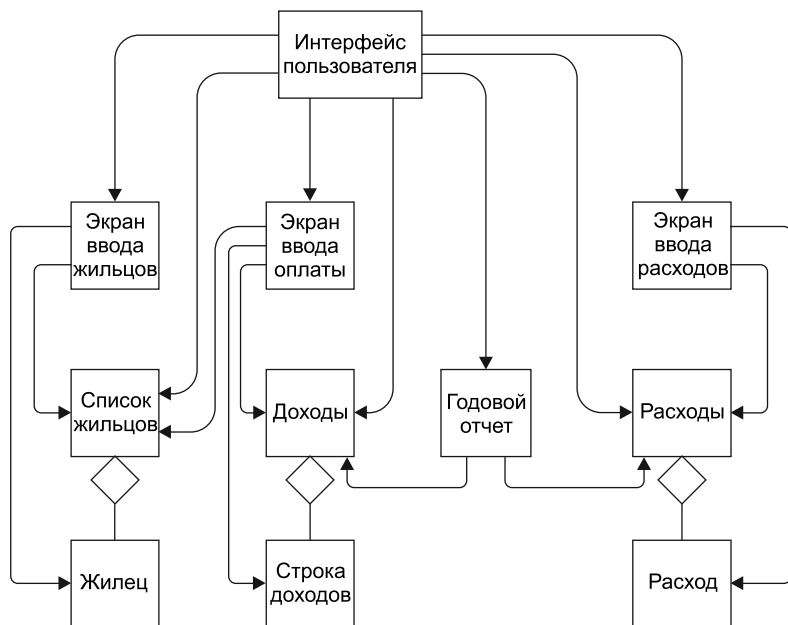 Интерфейс
пользователя
Экран
ввода
жильцов
Экран
ввода
оплаты
Экран
ввода
расходов
Список
жильцов
Доходы
Годовой
отчет
Расходы
Жилец
Строка
доходов
Расход